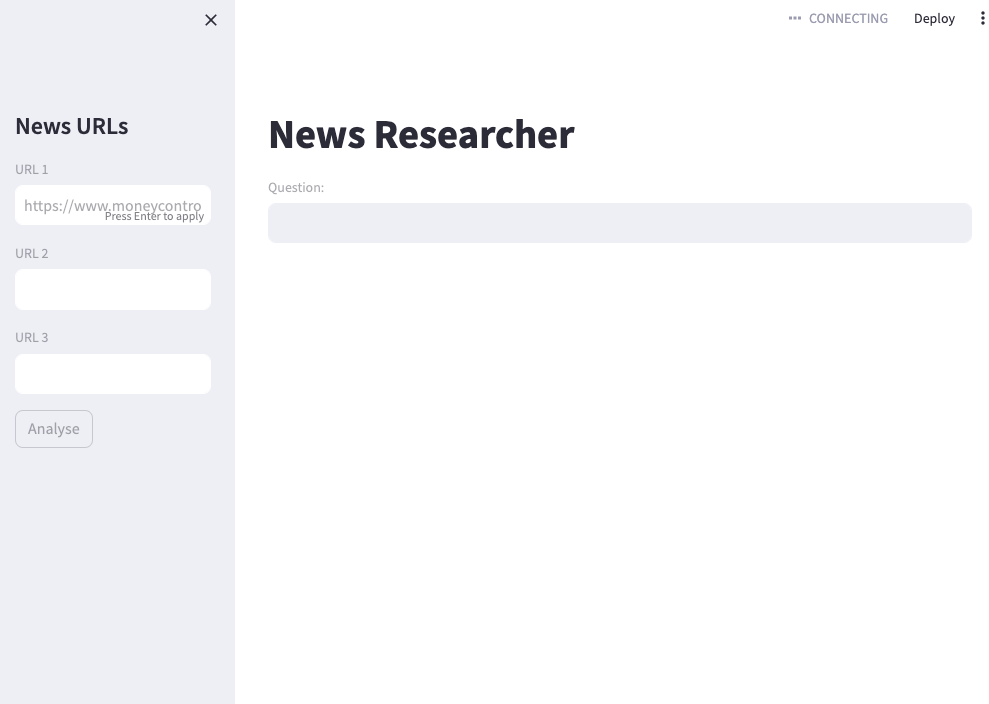 CONNECTING
Deploy
News URLs
URL 1
https://www.moneycontro
Press Enter to apply
URL 2
URL 3
Analyse
News Researcher
Question: